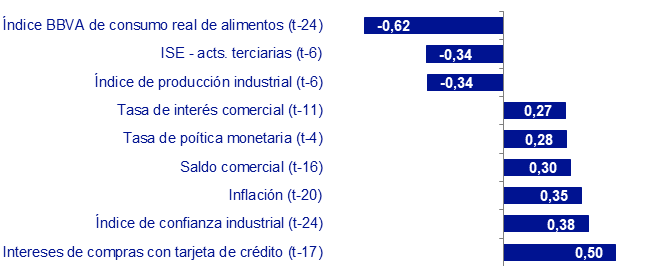 Índice BBVA de consumo real de alimentos (t-24) -0,62
ISE - acts. terciarias (t-6) -0,34
Índice de producción industrial (t-6) -0,34
Tasa de interés comercial (t-11) 0,27
Tasa de poítica monetaria (t-4) 0,28
Saldo comercial (t-16) 0,30
Inflación (t-20) 0,35
Índice de confianza industrial (t-24) 0,38
Intereses de compras con tarjeta de crédito (t-17) 0,50